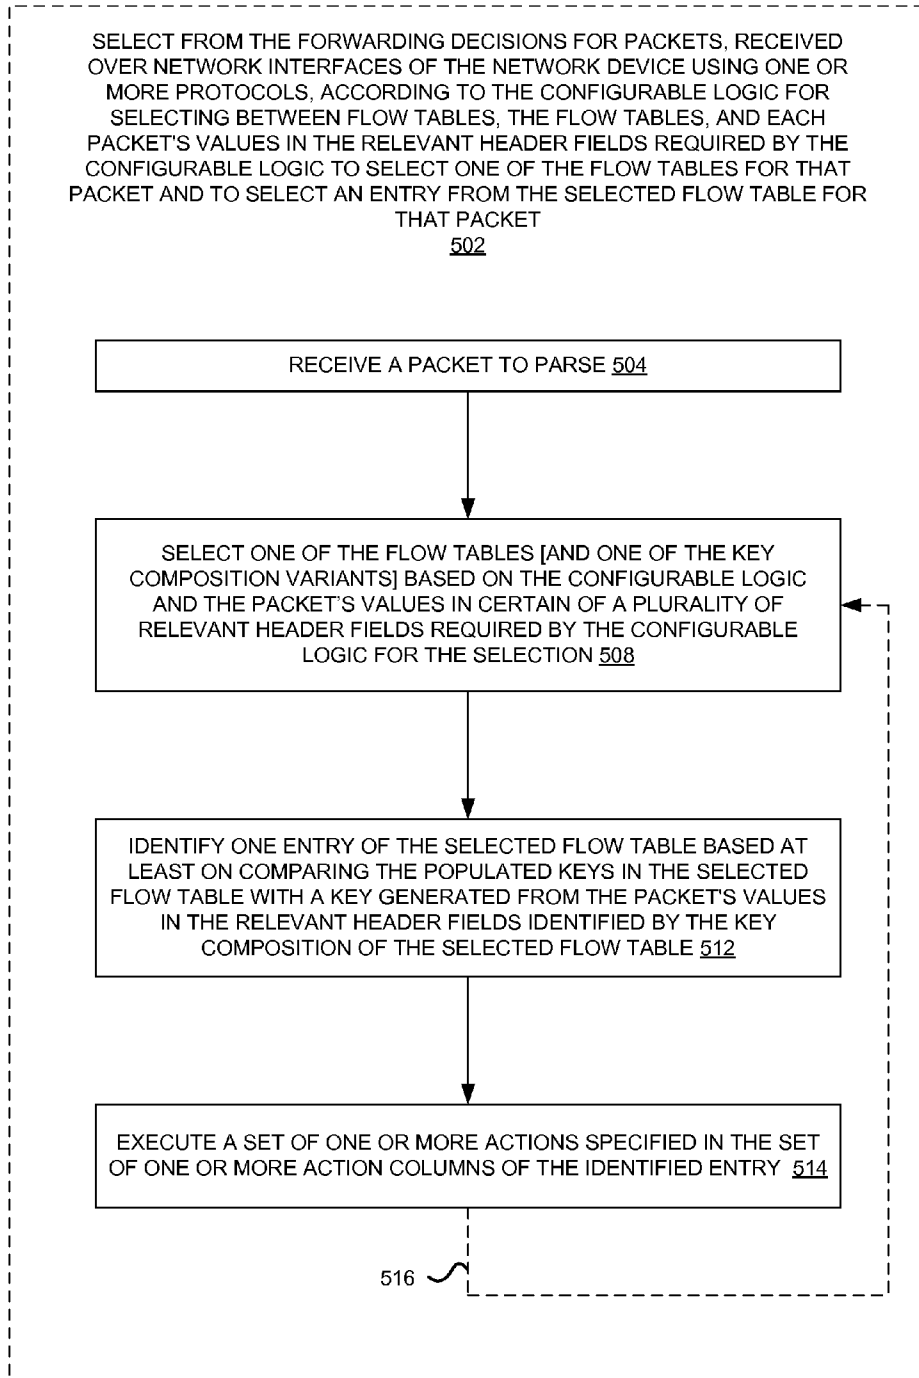 SELECT FROM THE FORWARDING DECISIONS FOR PACKETS, RECEIVED
OVER NETWORK INTERFACES OF THE NETWORK DEVICE USING ONE OR
MORE PROTOCOLS, ACCORDING TO THE CONFIGURABLE LOGIC FOR
SELECTING BETWEEN FLOW TABLES, THE FLOW TABLES, AND EACH
PACKET'S VALUES IN THE RELEVANT HEADER FIELDS REQUIRED BY THE
CONFIGURABLE LOGIC TO SELECT ONE OF THE FLOW TABLES FOR THAT
PACKET AND TO SELECT AN ENTRY FROM THE SELECTED FLOW TABLE FOR
THAT PACKET
502
RECEIVE A PACKET TO PARSE 504
SELECT ONE OF THE FLOW TABLES [AND ONE OF THE KEY
COMPOSITION VARIANTS] BASED ON THE CONFIGURABLE LOGIC
AND THE PACKET'S VALUES IN CERTAIN OF A PLURALITY OF
RELEVANT HEADER FIELDS REQUIRED BY THE CONFIGURABLE
LOGIC FOR THE SELECTION 508
IDENTIFY ONE ENTRY OF THE SELECTED FLOW TABLE BASED AT
LEAST ON COMPARING THE POPULATED KEYS IN THE SELECTED
FLOW TABLE WITH A KEY GENERATED FROM THE PACKET'S VALUES
IN THE RELEVANT HEADER FIELDS IDENTIFIED BY THE KEY
COMPOSITION OF THE SELECTED FLOW TABLE 512
EXECUTE A SET OF ONE OR MORE ACTIONS SPECIFIED IN THE SET
OF ONE OR MORE ACTION COLUMNS OF THE IDENTIFIED ENTRY 514
516